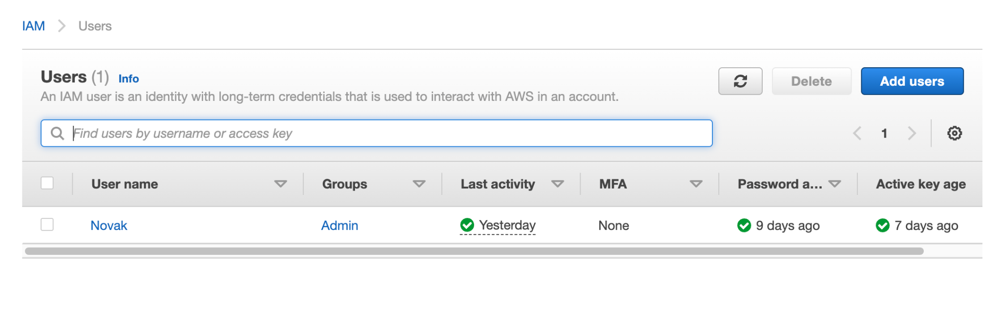 IAM Users
Users (1) Info
An IAM user is an identity with long-term credentials that is used to interact with AWS in an account.
Delete
Add users
Find users by username or access key
1
User name Groups Last activity MFA Password a... Active key age
Novak Admin Yesterday None 9 days ago 7 days ago